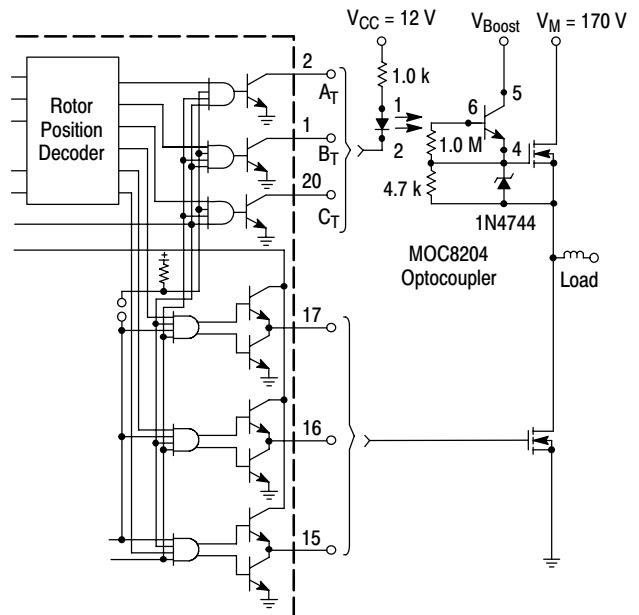 V_CC = 12 V
V_Boost
V_M = 170 V
Rotor
Position
Decoder
2
A_T
1.0 k
1
2
5
6
4
1.0 M
4.7 k
1N4744
1
B_T
20
C_T
MOC8204
Optocoupler
Load
+
17
16
15